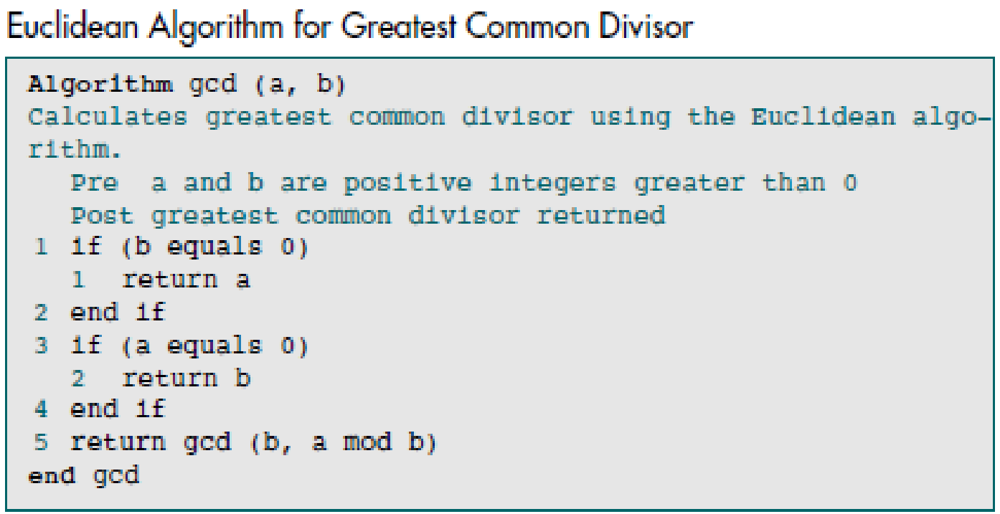 Euclidean Algorithm for Greatest Common Divisor
Algorithm gcd (a, b)
Calculates greatest common divisor using the Euclidean algo-
rithm.
Pre  a and b are positive integers greater than 0
Post greatest common divisor returned
1 if (b equals 0)
1 return a
2 end if
3 if (a equals 0)
2 return b
4 end if
5 return gcd (b, a mod b)
end gcd